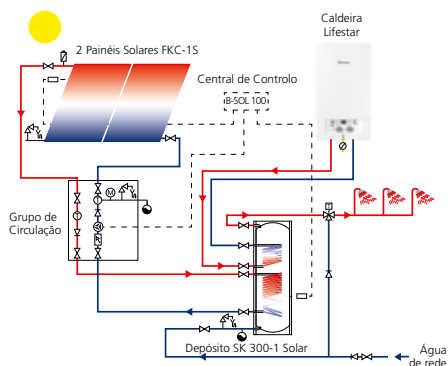 Caldeira
Lifestar
2 Painéis Solares FKC-1S
Central de Controlo
B-SOL 100
M
Grupo de
Circulação
T
Depósito SK 300-1 Solar
Água
de rede